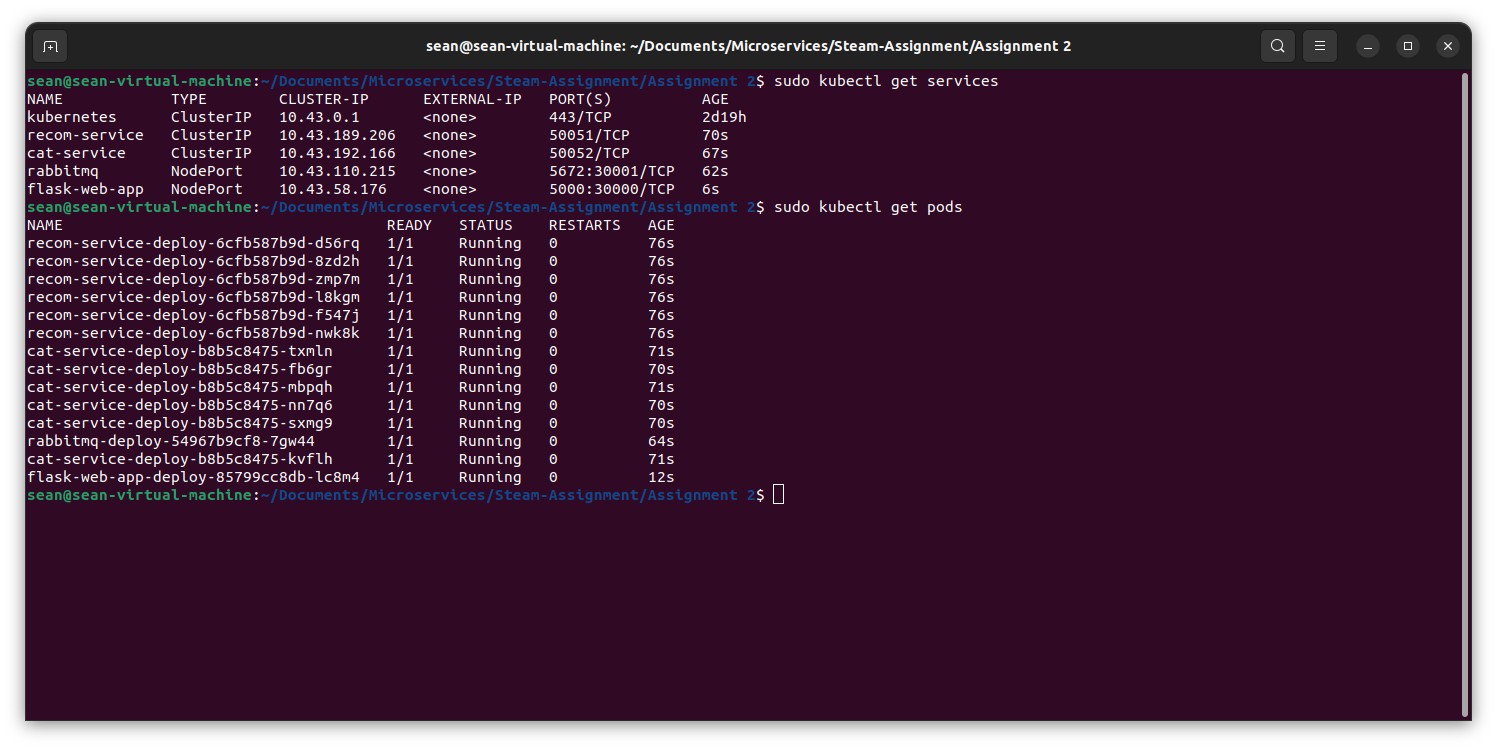 sean@sean-virtual-machine: ~/Documents/Microservices/Steam-Assignment/Assignment 2
sean@sean-virtual-machine:~/Documents/Microservices/Steam-Assignment/Assignment 2$ sudo kubectl get services
NAME            TYPE        CLUSTER-IP      EXTERNAL-IP   PORT(S)          AGE
kubernetes      ClusterIP   10.43.0.1       <none>        443/TCP          2d19h
recom-service   ClusterIP   10.43.189.206   <none>        50051/TCP        70s
cat-service     ClusterIP   10.43.192.166   <none>        50052/TCP        67s
rabbitmq        NodePort    10.43.110.215   <none>        5672:30001/TCP   62s
flask-web-app   NodePort    10.43.58.176    <none>        5000:30000/TCP   6s
sean@sean-virtual-machine:~/Documents/Microservices/Steam-Assignment/Assignment 2$ sudo kubectl get pods
NAME                                    READY   STATUS    RESTARTS   AGE
recom-service-deploy-6cfb587b9d-d56rq   1/1     Running   0          76s
recom-service-deploy-6cfb587b9d-8zd2h   1/1     Running   0          76s
recom-service-deploy-6cfb587b9d-zmp7m   1/1     Running   0          76s
recom-service-deploy-6cfb587b9d-l8kgm   1/1     Running   0          76s
recom-service-deploy-6cfb587b9d-f547j   1/1     Running   0          76s
recom-service-deploy-6cfb587b9d-nwk8k   1/1     Running   0          76s
cat-service-deploy-b8b5c8475-txmln      1/1     Running   0          71s
cat-service-deploy-b8b5c8475-fb6gr      1/1     Running   0          70s
cat-service-deploy-b8b5c8475-mbpqh      1/1     Running   0          71s
cat-service-deploy-b8b5c8475-nn7q6      1/1     Running   0          70s
cat-service-deploy-b8b5c8475-sxmg9      1/1     Running   0          70s
rabbitmq-deploy-54967b9cf8-7gw44        1/1     Running   0          64s
cat-service-deploy-b8b5c8475-kvflh      1/1     Running   0          71s
flask-web-app-deploy-85799cc8db-lc8m4   1/1     Running   0          12s
sean@sean-virtual-machine:~/Documents/Microservices/Steam-Assignment/Assignment 2$